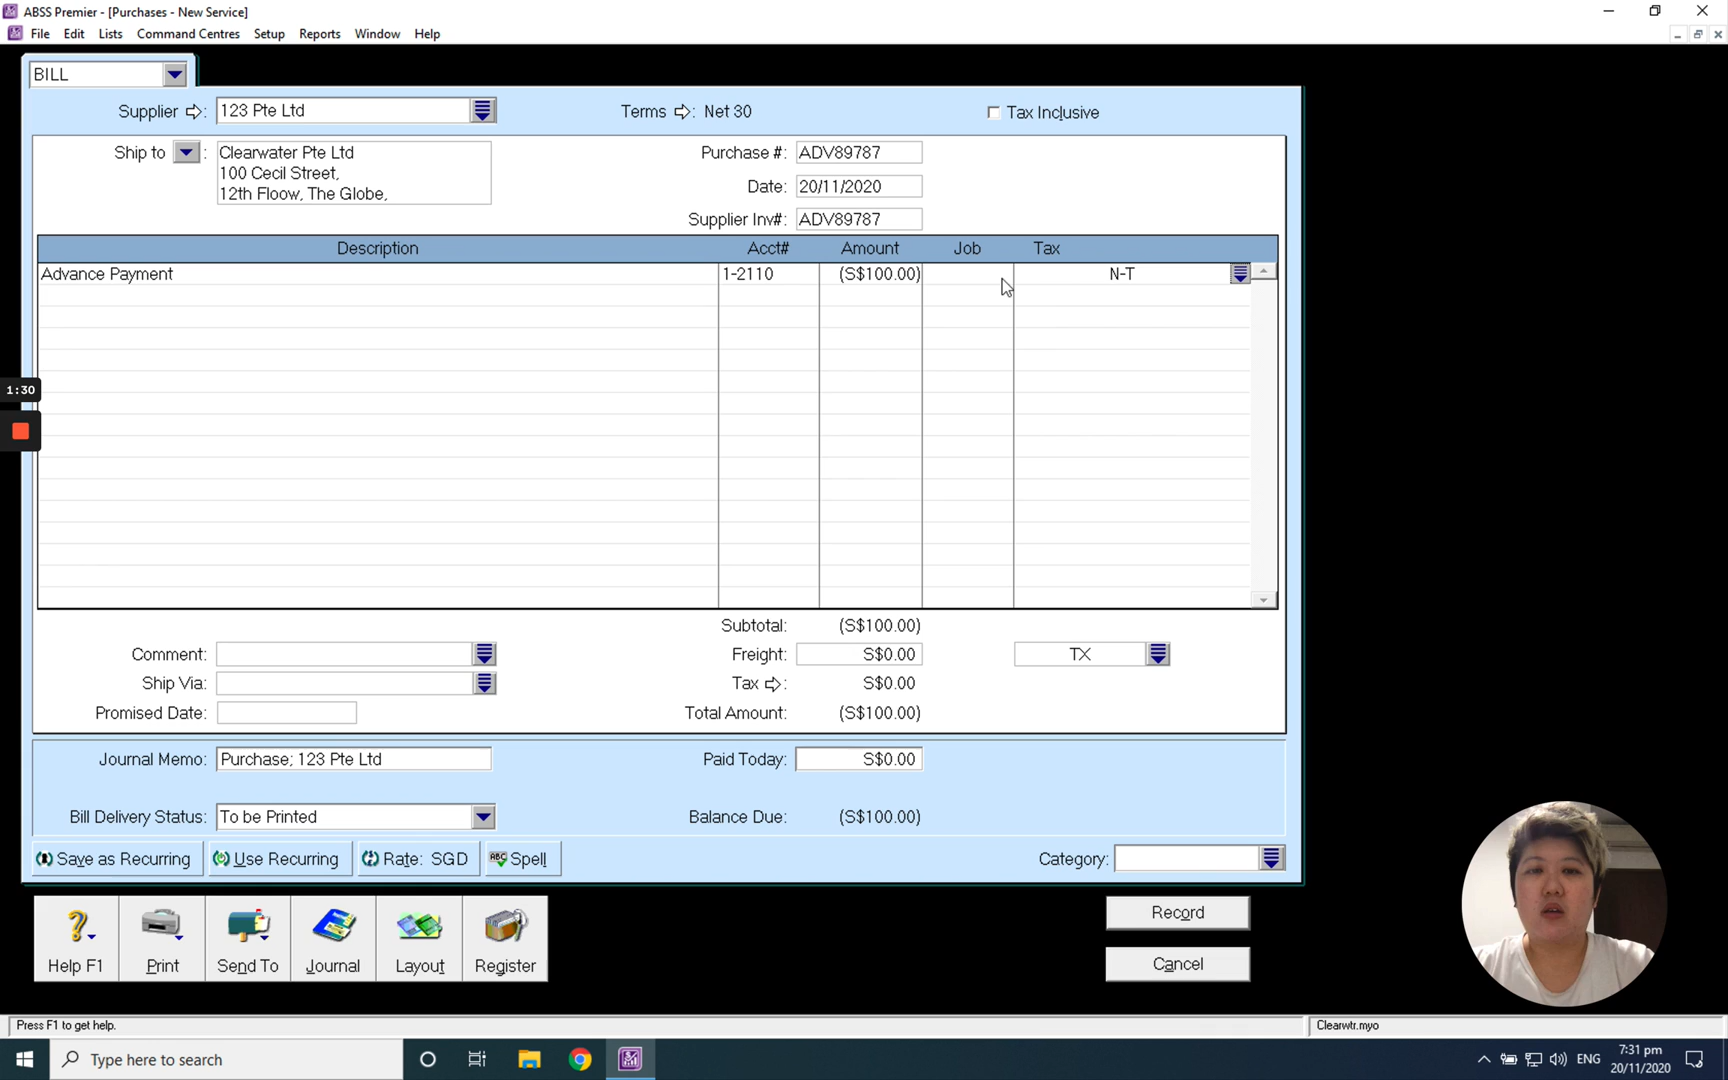 ABSS Premier - [Purchases - New Service]
File Edit Lists Command Centres Setup Reports Window Help
BILL
Supplier : 123 Pte Ltd Terms : Net 30 Tax Inclusive
Ship to : Clearwater Pte Ltd
100 Cecil Street,
12th Floow, The Globe,
Purchase #: ADV89787
Date: 20/11/2020
Supplier Inv#: ADV89787
Description Acct# Amount Job Tax
Advance Payment 1-2110 (S$100.00) N-T
1:30
Subtotal: (S$100.00)
Comment: Freight: S$0.00 TX
Ship Via: Tax : S$0.00
Promised Date: Total Amount: (S$100.00)
Journal Memo: Purchase; 123 Pte Ltd Paid Today: S$0.00
Bill Delivery Status: To be Printed Balance Due: (S$100.00)
Save as Recurring Use Recurring Rate: SGD ABC Spell Category:
Help F1 Print Send To Journal Layout Register
Record
Cancel
Press F1 to get help. Clearwtr.myo
Type here to search
ENG
7:31 pm
20/11/2020